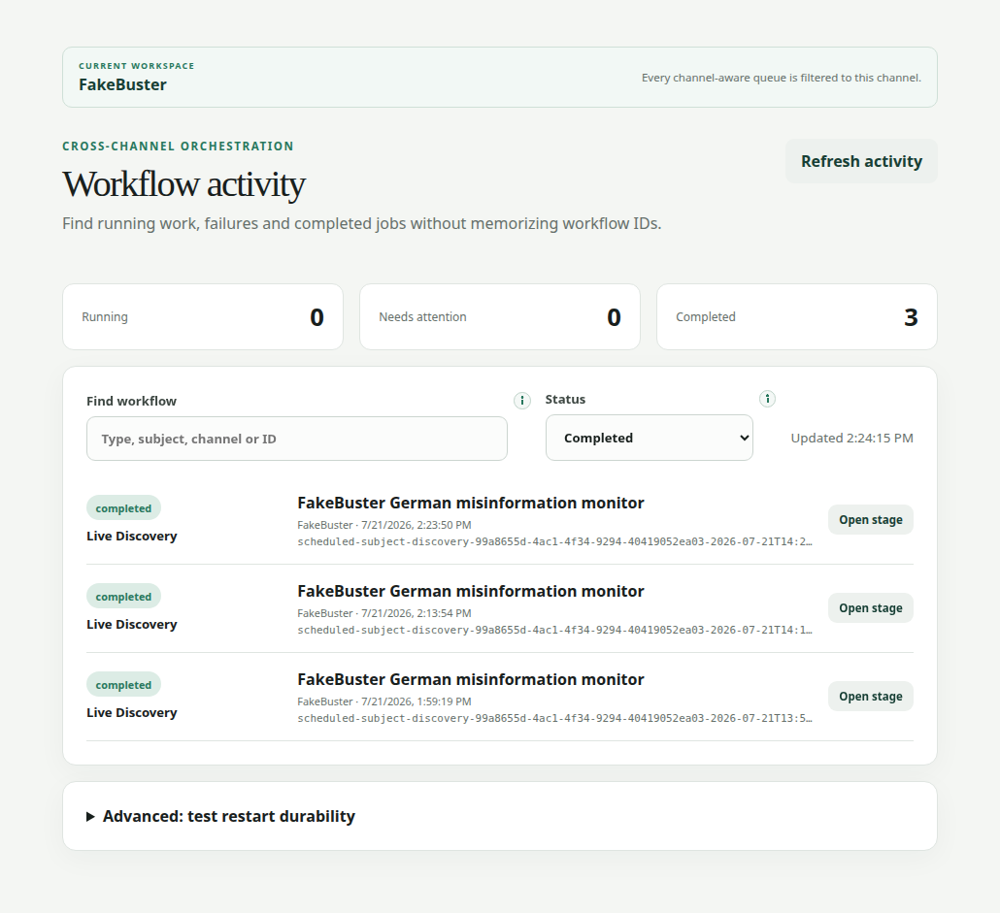 CURRENT WORKSPACE
FakeBuster
Every channel-aware queue is filtered to this channel.
CROSS-CHANNEL ORCHESTRATION
Workflow activity
Refresh activity
Find running work, failures and completed jobs without memorizing workflow IDs.
Running 0
Needs attention 0
Completed 3
Find workflow
Type, subject, channel or ID
Status
Completed
Updated 2:24:15 PM
completed
Live Discovery
FakeBuster German misinformation monitor
FakeBuster · 7/21/2026, 2:23:50 PM
scheduled-subject-discovery-99a8655d-4ac1-4f34-9294-40419052ea03-2026-07-21T14:2…
Open stage
completed
Live Discovery
FakeBuster German misinformation monitor
FakeBuster · 7/21/2026, 2:13:54 PM
scheduled-subject-discovery-99a8655d-4ac1-4f34-9294-40419052ea03-2026-07-21T14:1…
Open stage
completed
Live Discovery
FakeBuster German misinformation monitor
FakeBuster · 7/21/2026, 1:59:19 PM
scheduled-subject-discovery-99a8655d-4ac1-4f34-9294-40419052ea03-2026-07-21T13:5…
Open stage
Advanced: test restart durability